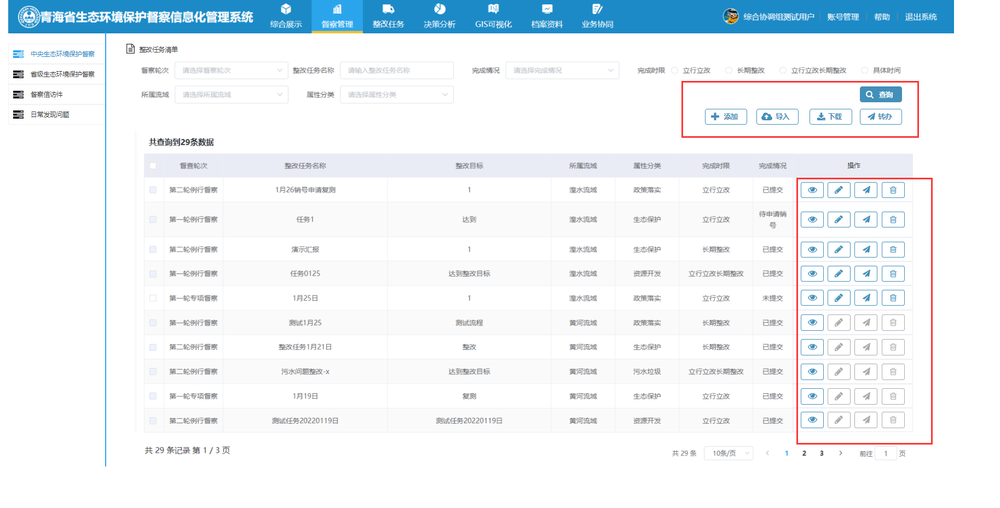 青海省生态环境保护督察信息化管理系统
综合展示 督察管理 整改任务 决策分析 GIS可视化 档案资料 业务协同
综合协调组测试用户 账号管理 帮助 退出系统
中央生态环境保护督察
省级生态环境保护督察
督察信访件
日常发现问题
整改任务清单
督察轮次 请选择督察轮次 整改任务名称 请输入整改任务名称 完成情况 请选择完成情况 完成时限 立行立改 长期整改 立行立改长期整改 具体时间
所属流域 请选择所属流域 属性分类 请选择属性分类 查询
添加 导入 下载 转办
共查询到29条数据
督查轮次 整改任务名称 整改目标 所属流域 属性分类 完成时限 完成情况 操作
第二轮例行督察 1月26销号申请复测 1 湟水流域 政策落实 立行立改 已提交
第一轮例行督察 任务1 达到 湟水流域 生态保护 立行立改 待申请销号
第二轮例行督察 演示汇报 1 湟水流域 生态保护 长期整改 已提交
第一轮例行督察 任务0125 达到整改目标 湟水流域 资源开发 立行立改长期整改 已提交
第一轮专项督察 1月25日 1 湟水流域 政策落实 立行立改 未提交
第一轮例行督察 测试1月25 测试流程 黄河流域 政策落实 长期整改 已提交
第二轮例行督察 整改任务1月21日 整改 黄河流域 生态保护 长期整改 已提交
第二轮例行督察 污水问题整改-x 达到整改目标 黄河流域 污水垃圾 立行立改长期整改 已提交
第一轮专项督察 1月19日 复测 黄河流域 生态保护 立行立改 已提交
第二轮例行督察 测试任务20220119日 测试任务20220119日 黄河流域 资源开发 立行立改 已提交
共 29 条记录 第 1 / 3 页
共 29 条 10条/页 1 2 3 前往 1 页